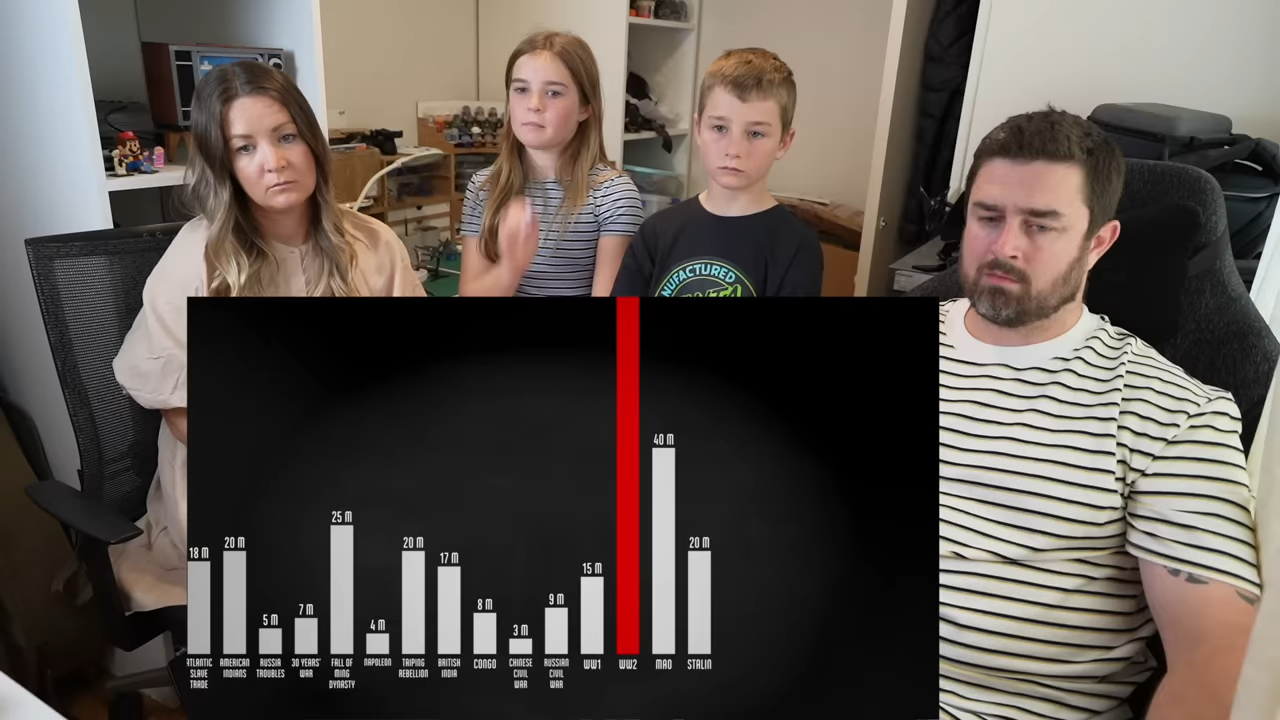 NUFACTURED
40 M
25 M
18 M
20 M
20 M
17 M
15 M
20 M
5 M
7 M
4 M
8 M
3 M
9 M
ATLANTIC
SLAVE
TRADE
AMERICAN
INDIANS
RUSSIA
TROUBLES
30 YEARS'
WAR
FALL OF
MING
DYNASTY
NAPOLEON
TAIPING
REBELLION
BRITISH
INDIA
CONGO
CHINESE
CIVIL
WAR
RUSSIAN
CIVIL
WAR
WW1
WW2
MAO
STALIN